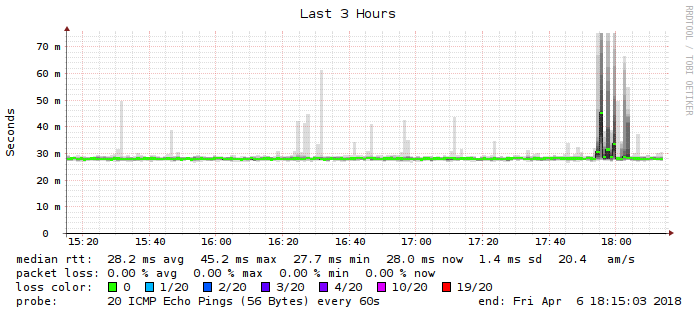 Last 3 Hours
RRDTOOL / TOBI OETIKER
Seconds
70 m
60 m
50 m
40 m
30 m
20 m
10 m
0
15:20 15:40 16:00 16:20 16:40 17:00 17:20 17:40 18:00
median rtt: 28.2 ms avg 45.2 ms max 27.7 ms min 28.0 ms now 1.4 ms sd 20.4 am/s
packet loss: 0.00 % avg 0.00 % max 0.00 % min 0.00 % now
loss color: 0 1/20 2/20 3/20 4/20 10/20 19/20
probe: 20 ICMP Echo Pings (56 Bytes) every 60s end: Fri Apr 6 18:15:03 2018